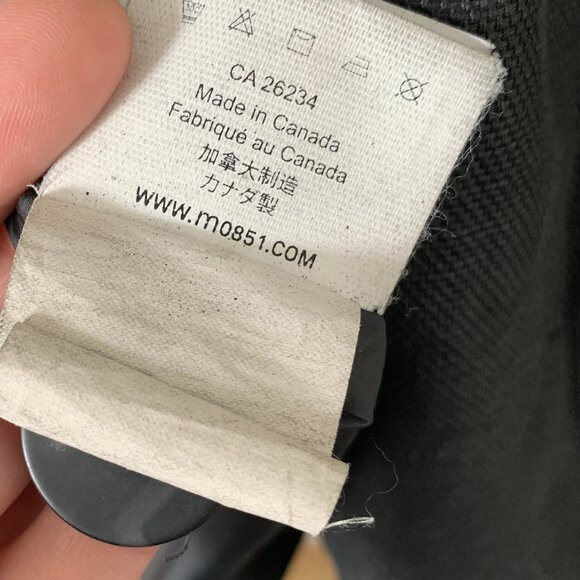 30°
CA 26234
Made in Canada
Fabriqué au Canada
加拿大制造
カナダ製
www.m0851.com